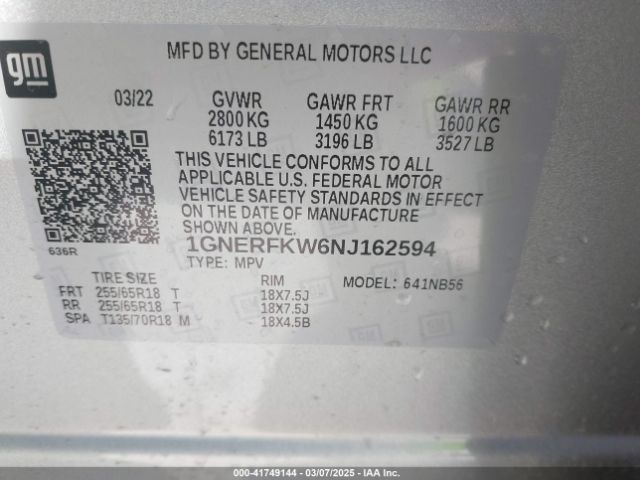 gm
MFD BY GENERAL MOTORS LLC
03/22 GVWR GAWR FRT GAWR RR
2800 KG 1450 KG 1600 KG
6173 LB 3196 LB 3527 LB
THIS VEHICLE CONFORMS TO ALL
APPLICABLE U.S. FEDERAL MOTOR
VEHICLE SAFETY STANDARDS IN EFFECT
ON THE DATE OF MANUFACTURE
SHOWN ABOVE.
1GNERFKW6NJ162594
636R
TYPE: MPV
TIRE SIZE RIM MODEL: 641NB56
FRT 255/65R18 T 18X7.5J
RR 255/65R18 T 18X7.5J
SPA T135/70R18 M 18X4.5B
000-41749144 - 03/07/2025 - IAAI.COM